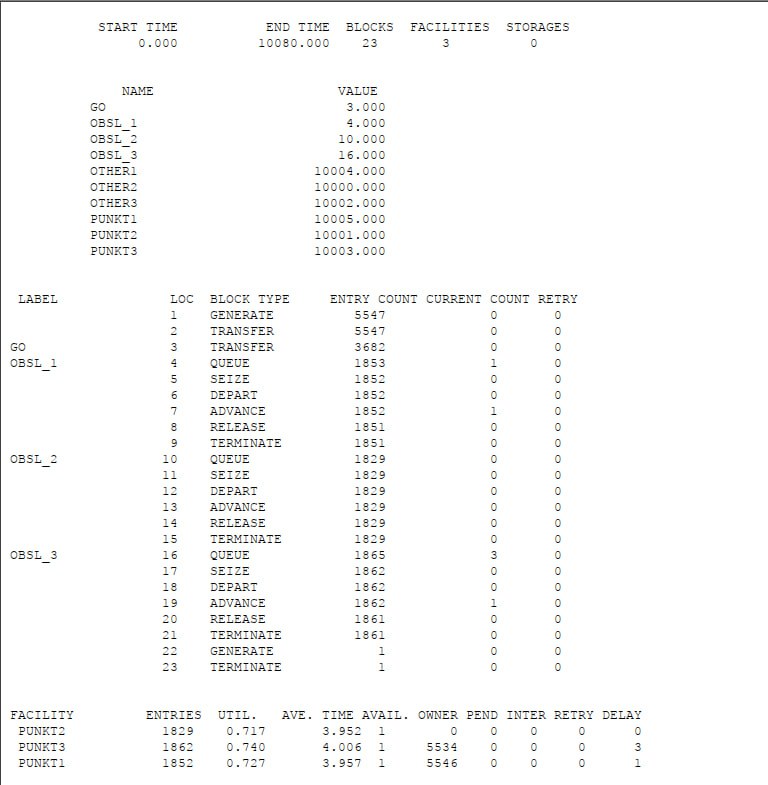 START TIME END TIME BLOCKS FACILITIES STORAGES
0.000 10080.000 23 3 0
NAME VALUE
GO 3.000
OBSL_1 4.000
OBSL_2 10.000
OBSL_3 16.000
OTHER1 10004.000
OTHER2 10000.000
OTHER3 10002.000
PUNKT1 10005.000
PUNKT2 10001.000
PUNKT3 10003.000
LABEL LOC BLOCK TYPE ENTRY COUNT CURRENT COUNT RETRY
1 GENERATE 5547 0 0
2 TRANSFER 5547 0 0
GO 3 TRANSFER 3682 0 0
OBSL_1 4 QUEUE 1853 1 0
5 SEIZE 1852 0 0
6 DEPART 1852 0 0
7 ADVANCE 1852 1 0
8 RELEASE 1851 0 0
9 TERMINATE 1851 0 0
OBSL_2 10 QUEUE 1829 0 0
11 SEIZE 1829 0 0
12 DEPART 1829 0 0
13 ADVANCE 1829 0 0
14 RELEASE 1829 0 0
15 TERMINATE 1829 0 0
OBSL_3 16 QUEUE 1865 3 0
17 SEIZE 1862 0 0
18 DEPART 1862 0 0
19 ADVANCE 1862 1 0
20 RELEASE 1861 0 0
21 TERMINATE 1861 0 0
22 GENERATE 1 0 0
23 TERMINATE 1 0 0
FACILITY ENTRIES UTIL. AVE. TIME AVAIL. OWNER PEND INTER RETRY DELAY
PUNKT2 1829 0.717 3.952 1 0 0 0 0 0
PUNKT3 1862 0.740 4.006 1 5534 0 0 0 3
PUNKT1 1852 0.727 3.957 1 5546 0 0 0 1